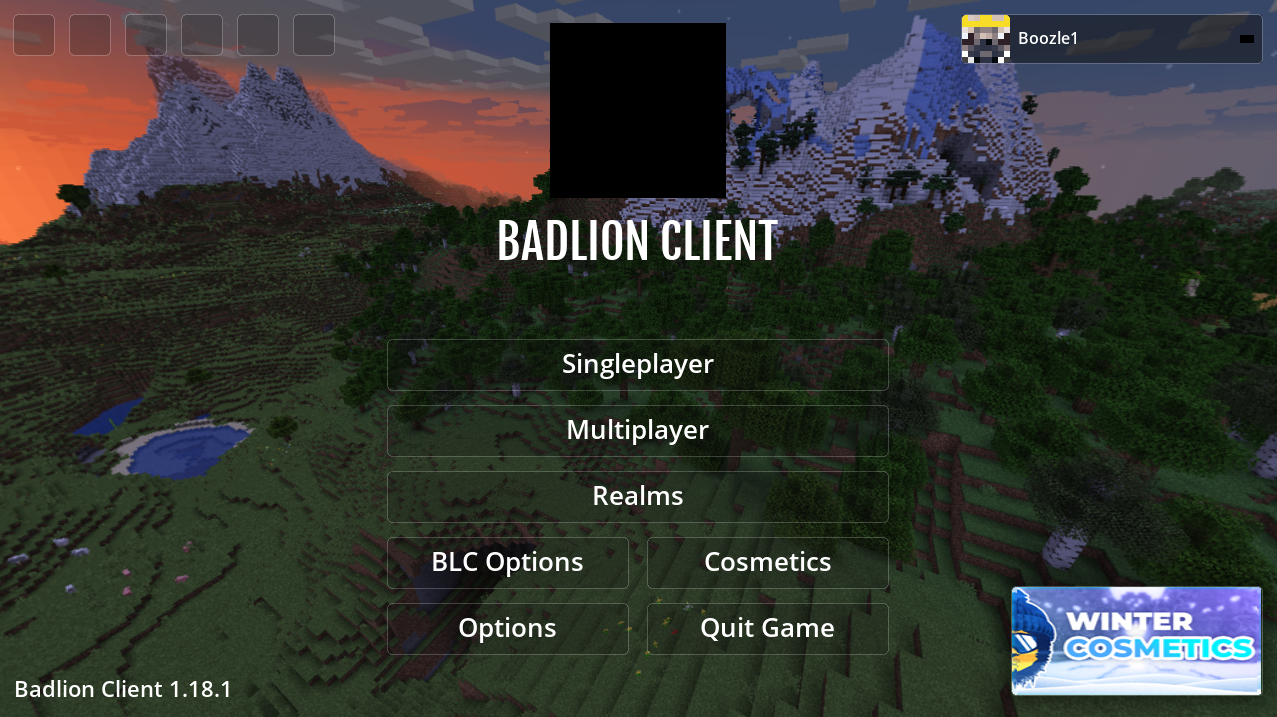 Boozle1
BADLION CLIENT
Singleplayer
Multiplayer
Realms
BLC Options
Cosmetics
Options
Quit Game
WINTER
COSMETICS
Badlion Client 1.18.1